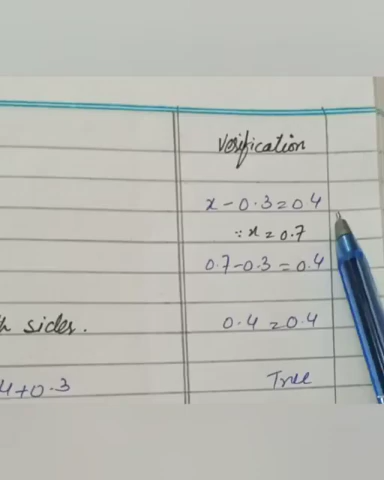 Verification
x - 0.3 = 0.4
∵ x = 0.7
0.7 - 0.3 = 0.4
sides.
0.4 = 0.4
4 + 0.3
True